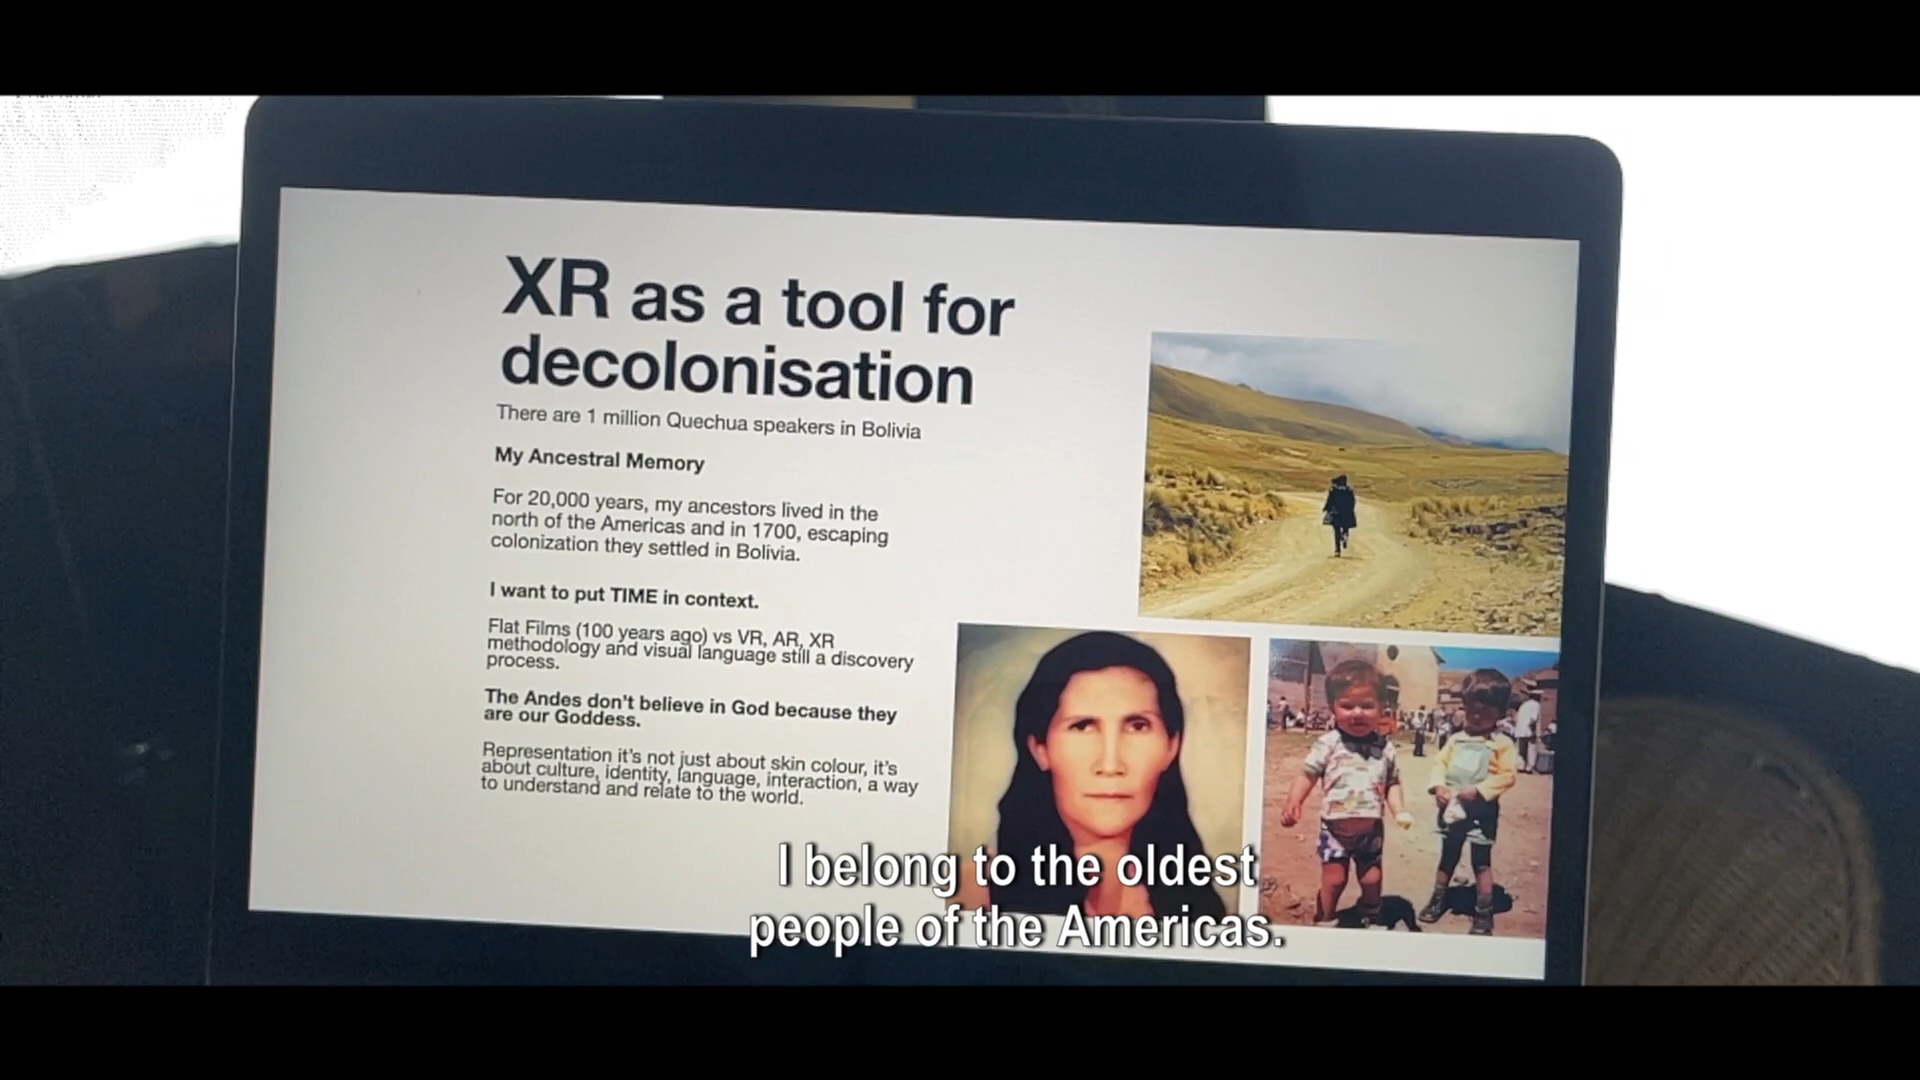 XR as a tool for
decolonisation
There are 1 million Quechua speakers in Bolivia
My Ancestral Memory
For 20,000 years, my ancestors lived in the
north of the Americas and in 1700, escaping
colonization they settled in Bolivia.
I want to put TIME in context.
Flat Films (100 years ago) vs VR, AR, XR
methodology and visual language still a discovery
process.
The Andes don't believe in God because they
are our Goddess.
Representation it's not just about skin colour, it's
about culture, identity, language, interaction, a way
to understand and relate to the world.
I belong to the oldest
people of the Americas.